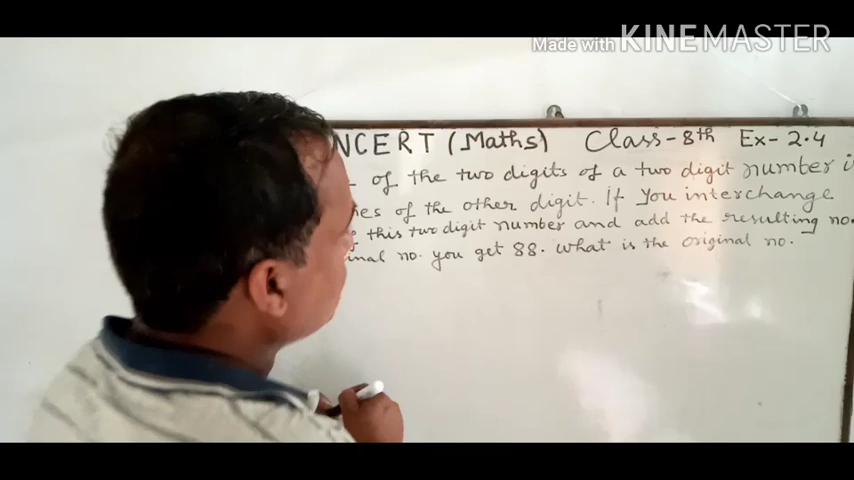 Made with KINEMASTER
NCERT (Maths) Class-8th Ex-2.4
of the two digits of a two digit number
of the other digit. If you interchange
this two digit number and add the resulting no.
no. you get 88. what is the original no.